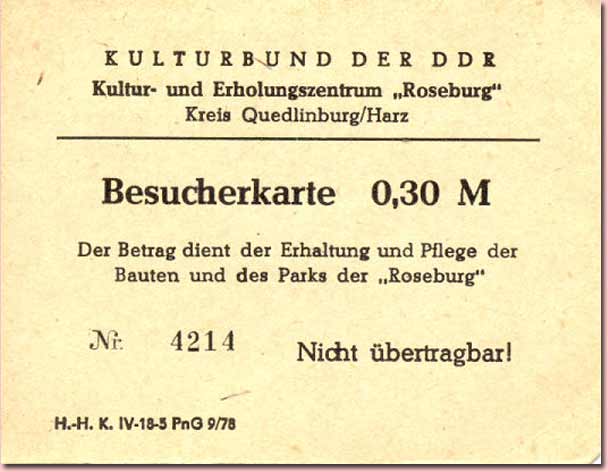 KULTURBUND DER DDR
Kultur- und Erholungszentrum „Roseburg"
Kreis Quedlinburg/Harz
Besucherkarte 0,30 M
Der Betrag dient der Erhaltung und Pflege der
Bauten und des Parks der „Roseburg"
Nr. 4214
Nicht übertragbar!
H.-H. K. IV-18-5 PnG 9/78